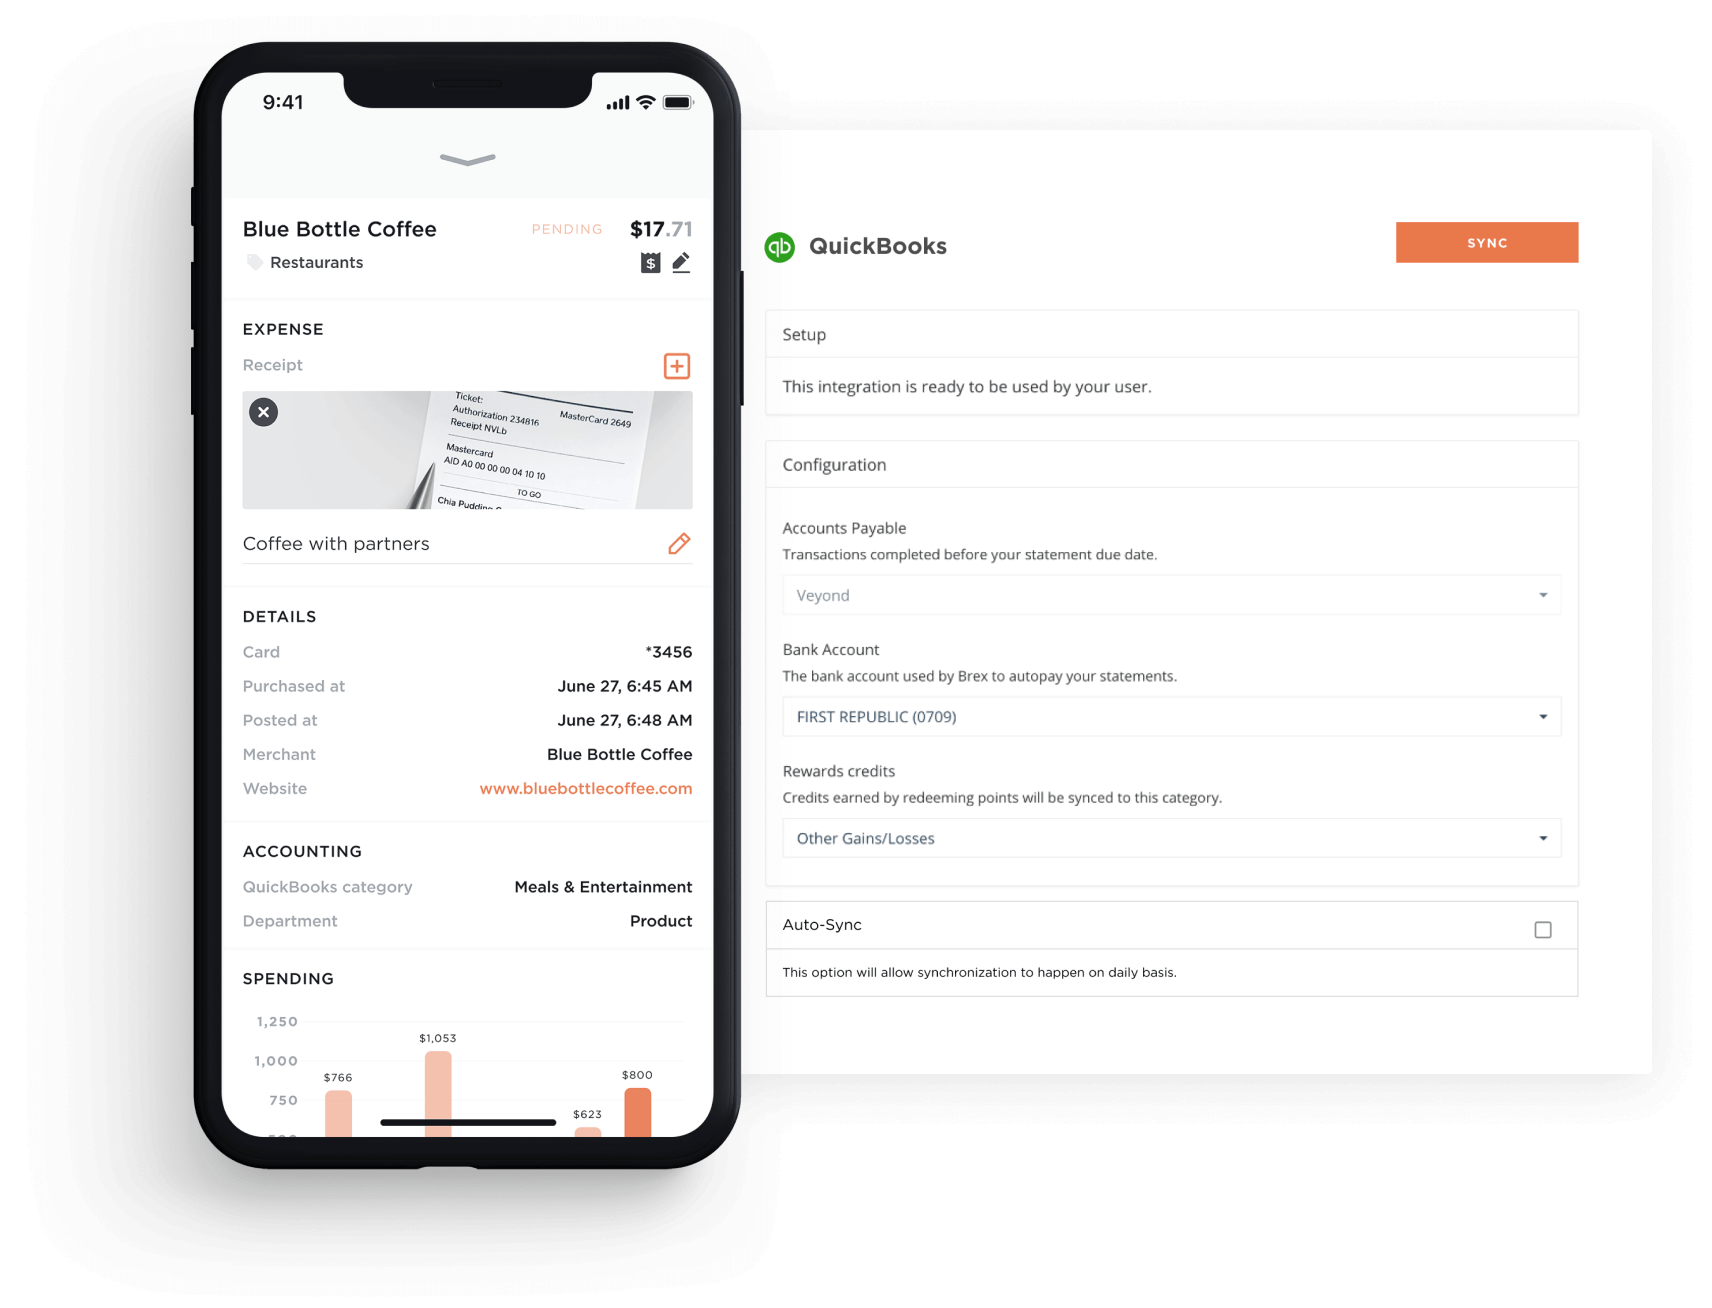 9:41
Blue Bottle Coffee PENDING $17.71
Restaurants
EXPENSE
Receipt
Ticket:
Authorization 234816 MasterCard 2649
Receipt NVLb
Mastercard
AID A0 00 00 00 04 10 10
TO GO
Chia Pudding
Coffee with partners
DETAILS
Card *3456
Purchased at June 27, 6:45 AM
Posted at June 27, 6:48 AM
Merchant Blue Bottle Coffee
Website www.bluebottlecoffee.com
ACCOUNTING
QuickBooks category Meals & Entertainment
Department Product
SPENDING
1,250
$1,053
1,000
$766
$800
750
$623
qb QuickBooks
SYNC
Setup
This integration is ready to be used by your user.
Configuration
Accounts Payable
Transactions completed before your statement due date.
Veyond
Bank Account
The bank account used by Brex to autopay your statements.
FIRST REPUBLIC (0709)
Rewards credits
Credits earned by redeeming points will be synced to this category.
Other Gains/Losses
Auto-Sync
This option will allow synchronization to happen on daily basis.